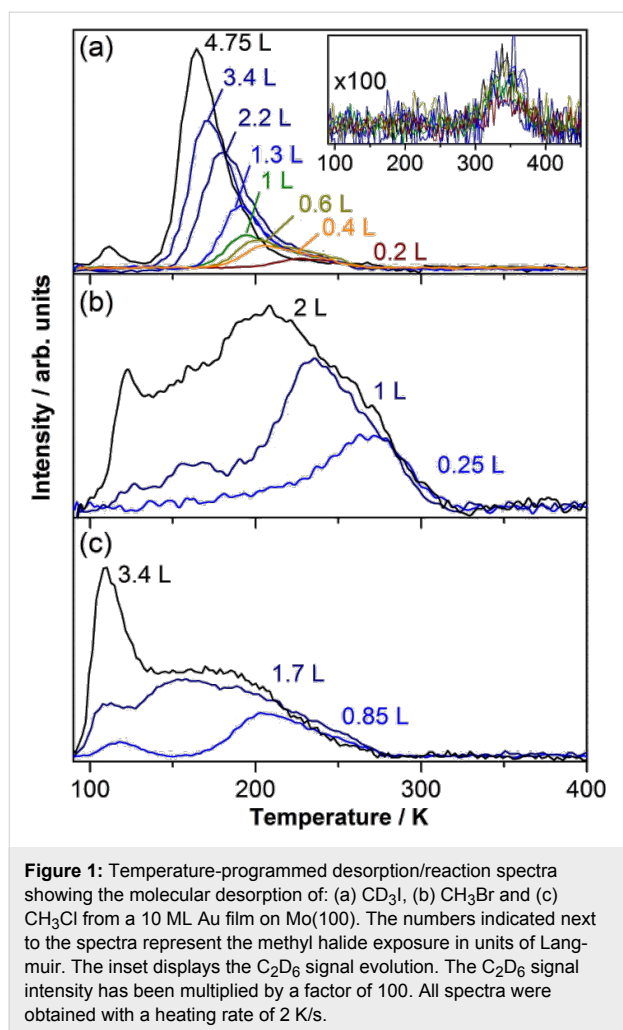 (a)
4.75 L
3.4 L
2.2 L
1.3 L
1 L
0.6 L
0.4 L
0.2 L
x100
100 200 300 400
(b)
2 L
1 L
0.25 L
(c)
3.4 L
1.7 L
0.85 L
Intensity / arb. units
100 200 300 400
Temperature / K
Figure 1: Temperature-programmed desorption/reaction spectra
showing the molecular desorption of: (a) CD₃I, (b) CH₃Br and (c)
CH₃Cl from a 10 ML Au film on Mo(100). The numbers indicated next
to the spectra represent the methyl halide exposure in units of Lang-
muir. The inset displays the C₂D₆ signal evolution. The C₂D₆ signal
intensity has been multiplied by a factor of 100. All spectra were
obtained with a heating rate of 2 K/s.